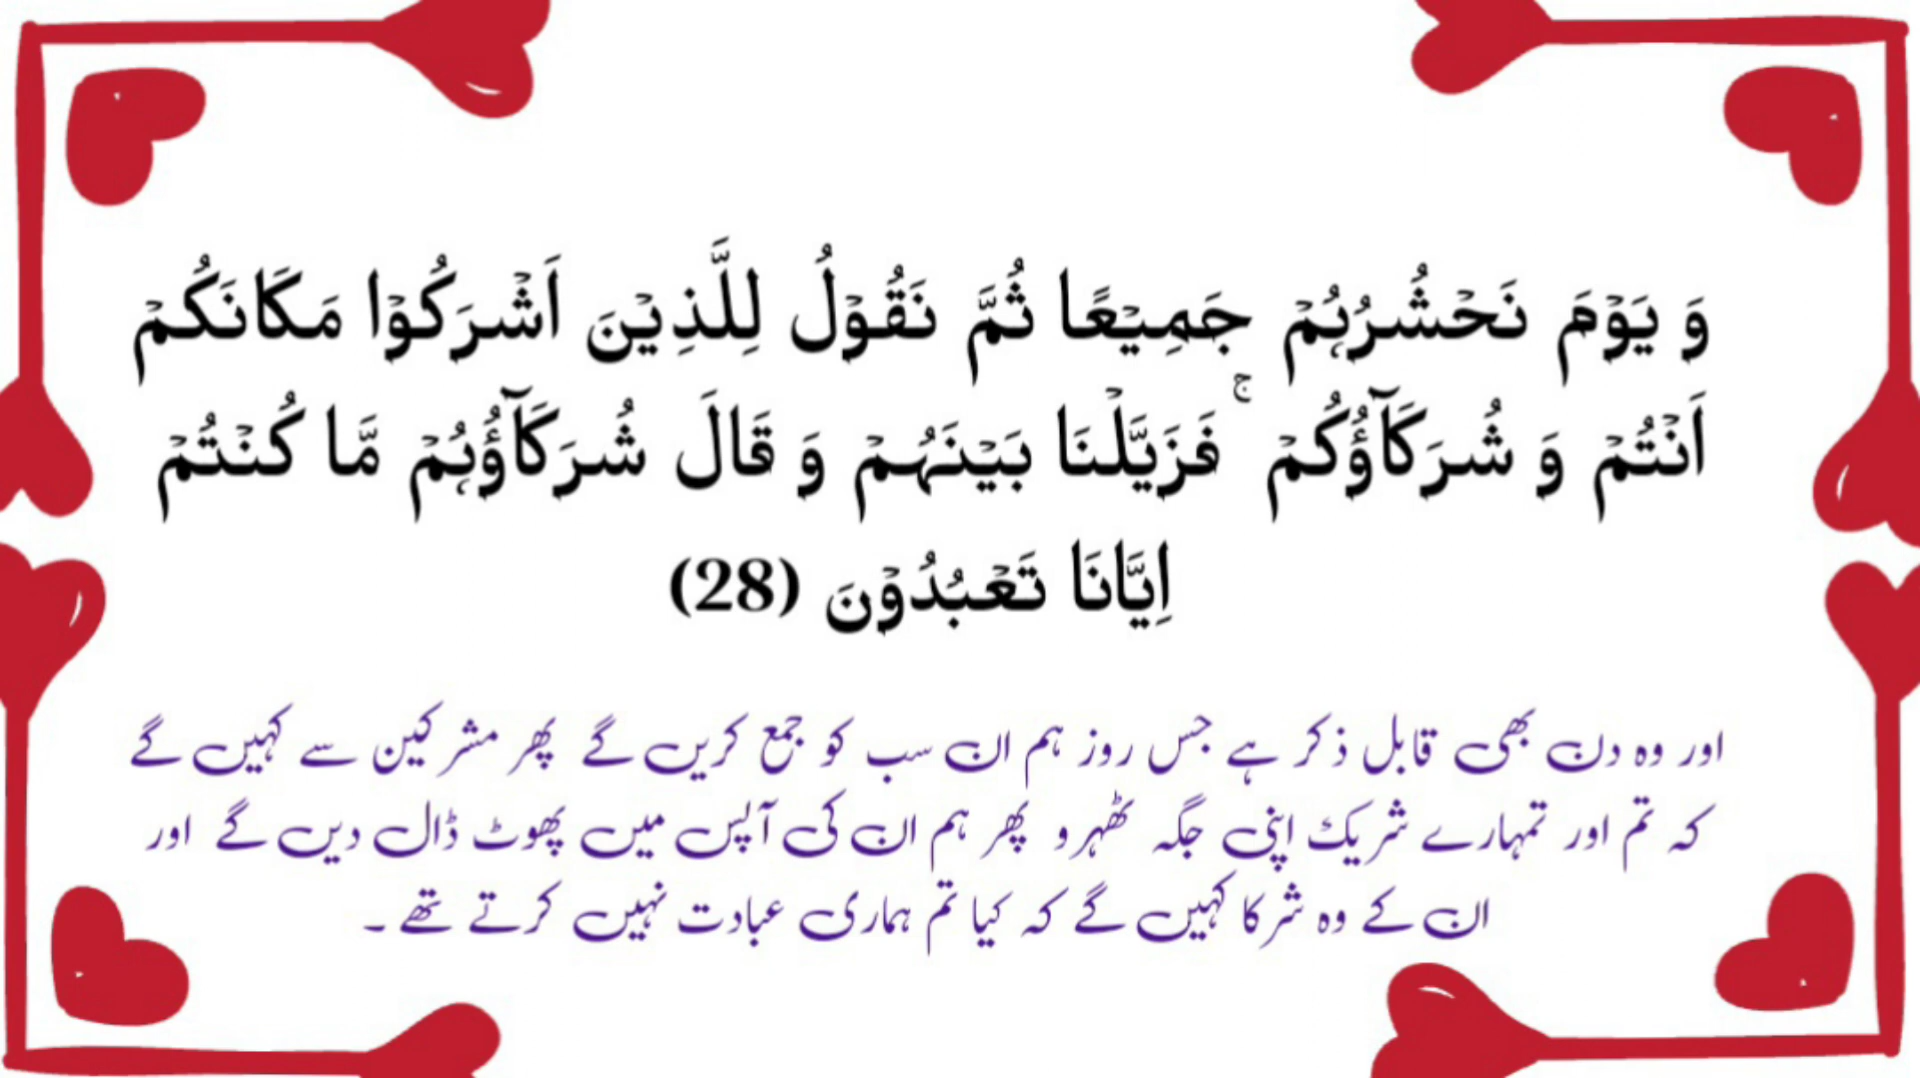 وَ يَوۡمَ نَحۡشُرُہُمۡ جَمِيۡعًا ثُمَّ نَقُوۡلُ لِلَّذِيۡنَ اَشۡرَكُوۡا مَكَانَكُمۡ
اَنۡتُمۡ وَ شُرَكَآؤُكُمۡ ۚ فَزَيَّلۡنَا بَيۡنَہُمۡ وَ قَالَ شُرَكَآؤُہُمۡ مَّا كُنۡتُمۡ
اِيَّانَا تَعۡبُدُوۡنَ (28)
اور وہ دن بھی قابل ذکر ہے جس روز ہم ان سب کو جمع کریں گے پھر مشرکین سے کہیں گے
کہ تم اور تمہارے شریک اپنی جگہ ٹھہرو پھر ہم ان کی آپس میں پھوٹ ڈال دیں گے اور
ان کے وہ شرکا کہیں گے کہ کیا تم ہماری عبادت نہیں کرتے تھے ۔